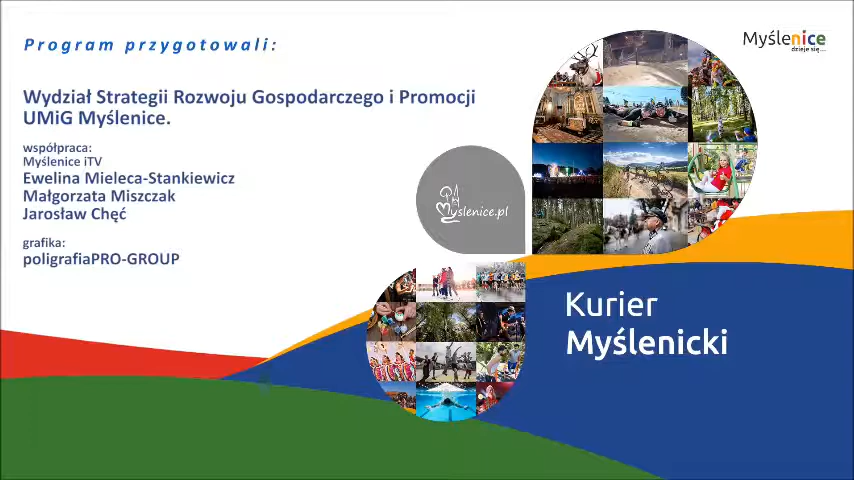 Program przygotowali:
Wydział Strategii Rozwoju Gospodarczego i Promocji
UMiG Myślenice.
współpraca:
Myślenice iTV
Ewelina Mieleca-Stankiewicz
Małgorzata Miszczak
Jarosław Chęć
grafika:
poligrafiaPRO-GROUP
Myślenice
dzieje się....
Myslenice.pl
Kurier
Myślenicki